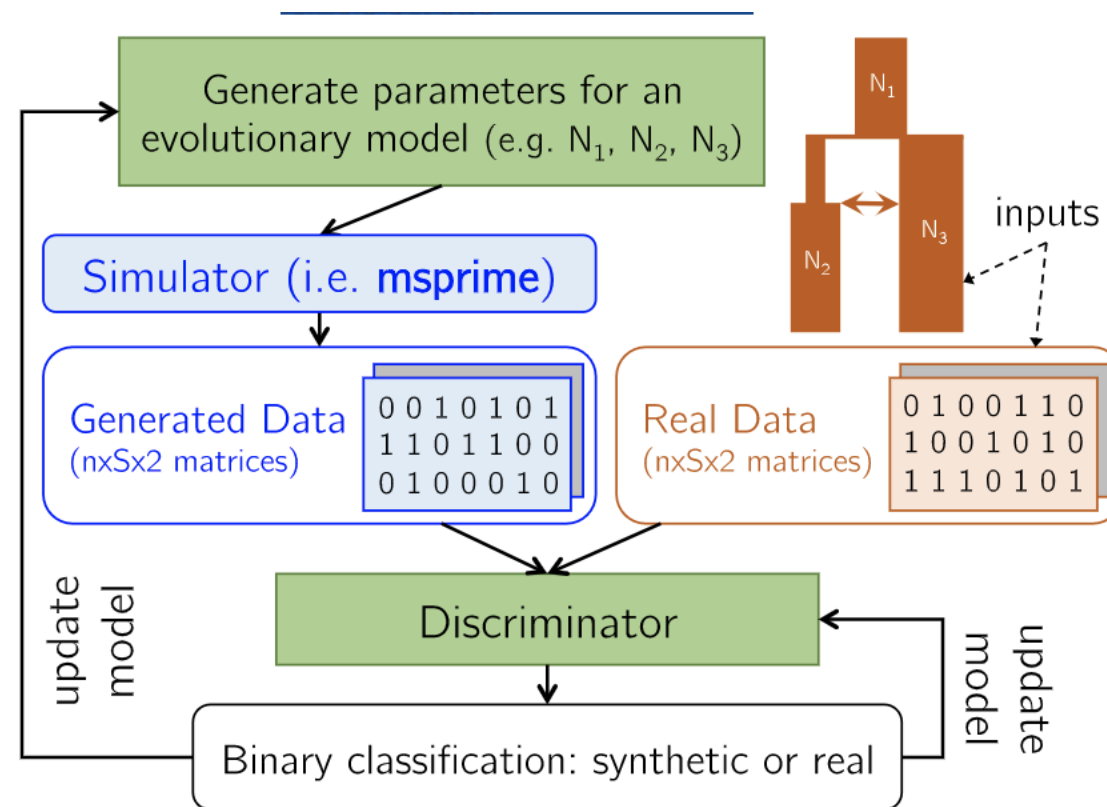 Generate parameters for an
evolutionary model (e.g. N₁, N₂, N₃)
N₁
N₂
N₃
inputs
Simulator (i.e. msprime)
Generated Data
(nxSx2 matrices)
0 0 1 0 1 0 1
1 1 0 1 1 0 0
0 1 0 0 0 1 0
Real Data
(nxSx2 matrices)
0 1 0 0 1 1 0
1 0 0 1 0 1 0
1 1 1 0 1 0 1
Discriminator
update
model
update
model
Binary classification: synthetic or real